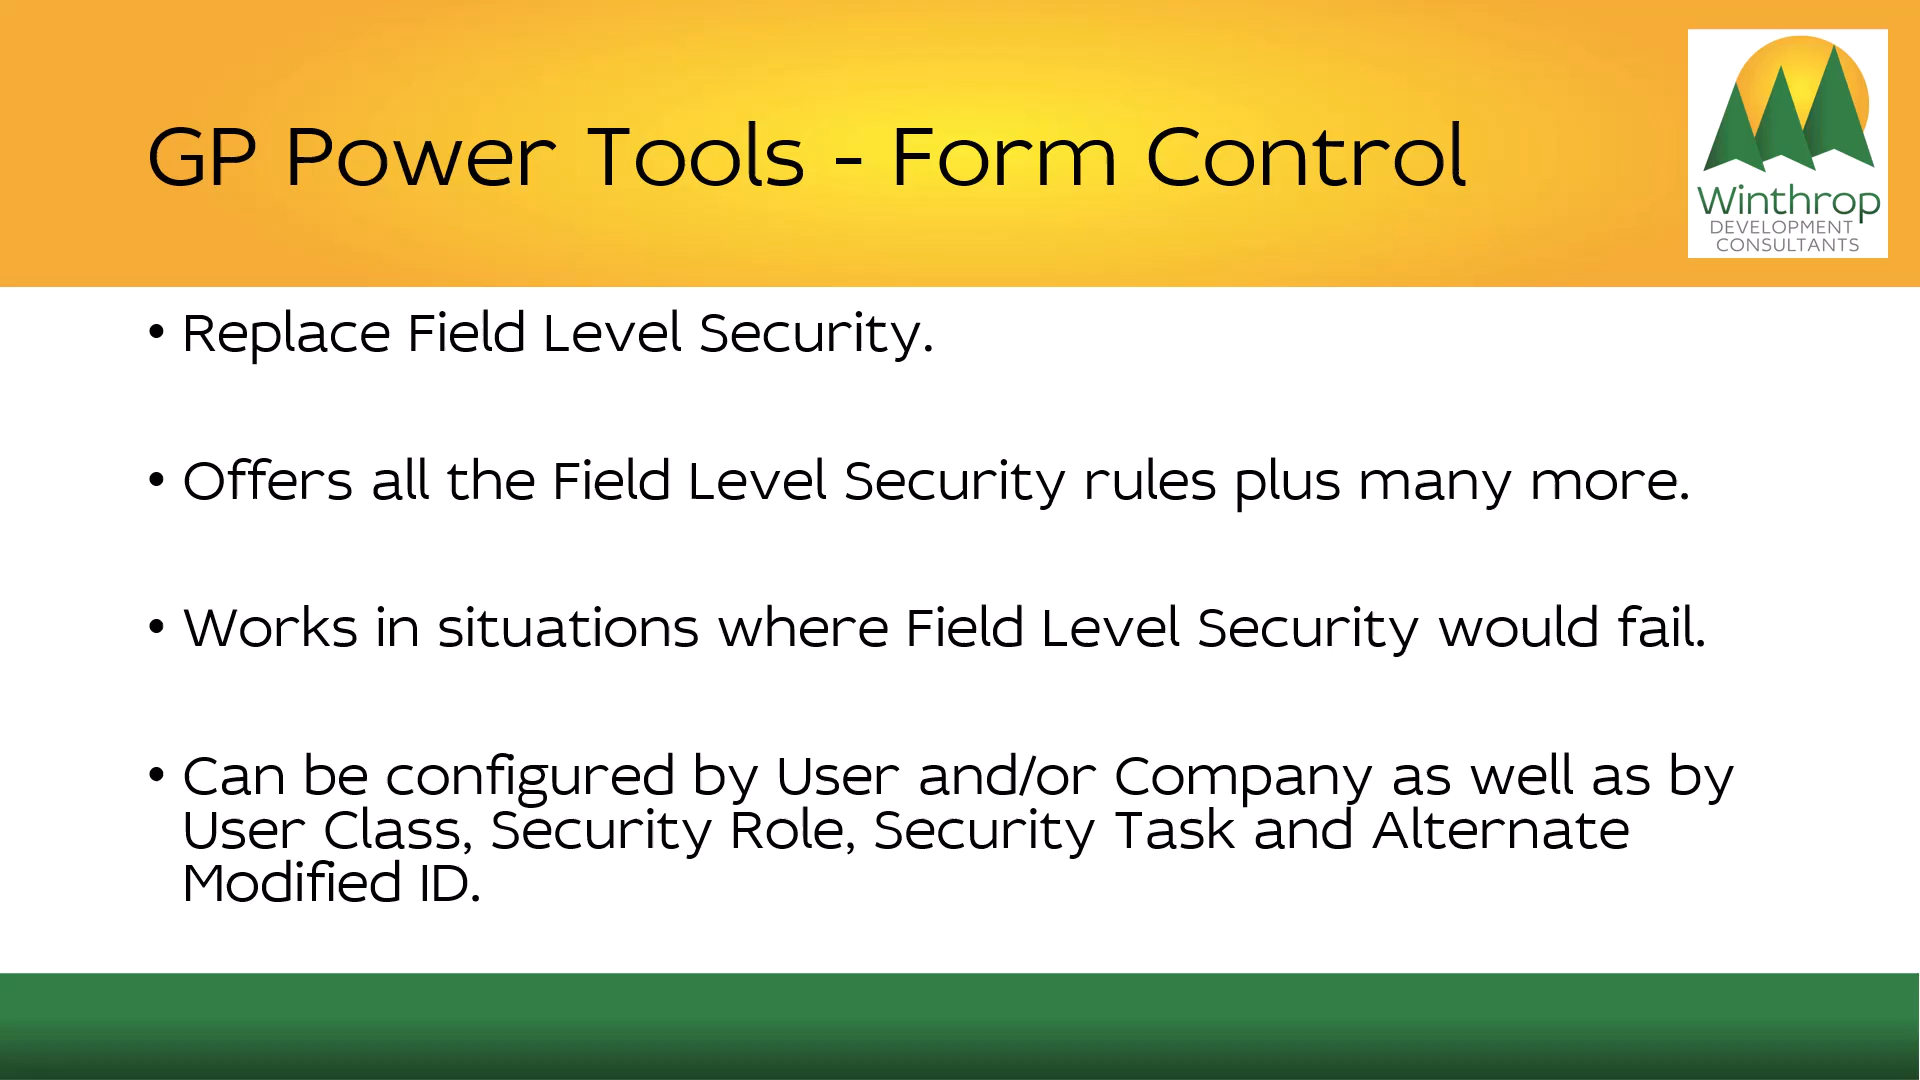 GP Power Tools - Form Control
Winthrop
DEVELOPMENT
CONSULTANTS
• Replace Field Level Security.
• Offers all the Field Level Security rules plus many more.
• Works in situations where Field Level Security would fail.
• Can be configured by User and/or Company as well as by
User Class, Security Role, Security Task and Alternate
Modified ID.